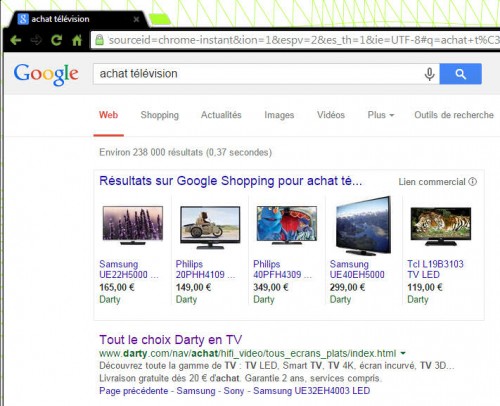 achat télévision
sourceid=chrome-instant&ion=1&espv=2&es_th=1&ie=UTF-8#q=achat+t%C3
Google
achat télévision
Web Shopping Actualités Images Vidéos Plus Outils de recherche
Environ 238 000 résultats (0,37 secondes)
Résultats sur Google Shopping pour achat té... Lien commercial
Samsung Philips Philips Samsung Tcl L19B3103
UE22H5000 ... 20PHH4109 ... 40PFH4309 ... UE40EH5000 TV LED
165,00 € 149,00 € 349,00 € 299,00 € 119,00 €
Darty Darty Darty Darty Darty
Tout le choix Darty en TV
www.darty.com/nav/achat/hifi_video/tous_ecrans_plats/index.html
Découvrez toute la gamme de TV : TV LED, Smart TV, TV 4K, écran incurvé, TV 3D...
Livraison gratuite dès 20 € d'achat. Garantie 2 ans, services compris.
Page précédente - Samsung - Sony - Samsung UE32EH4003 LED